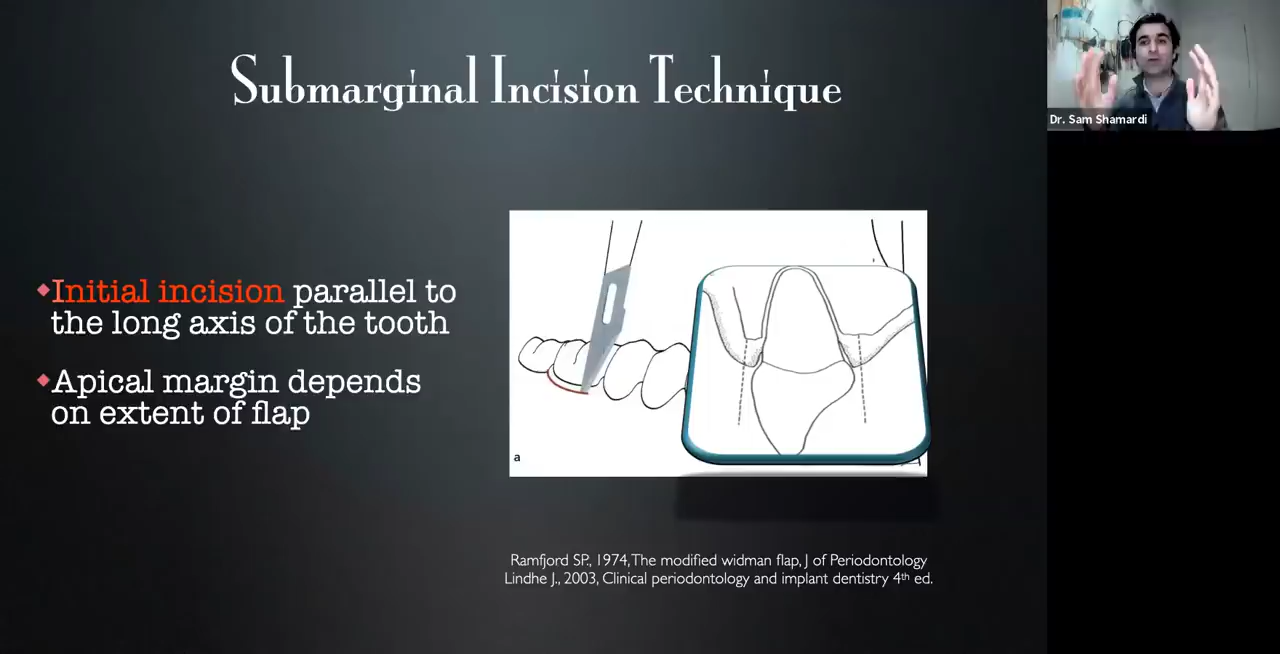 Submarginal Incision Technique
Dr. Sam Shamardi
Initial incision parallel to
the long axis of the tooth
Apical margin depends
on extent of flap
a
Ramfjord SP., 1974, The modified widman flap, J of Periodontology
Lindhe J., 2003, Clinical periodontology and implant dentistry 4th ed.